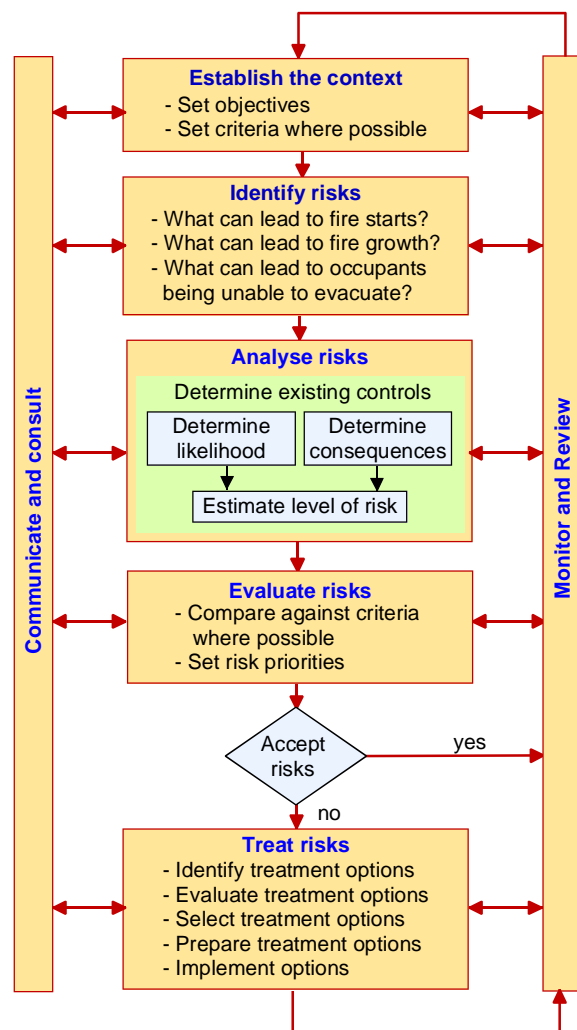 Establish the context
- Set objectives
- Set criteria where possible
Identify risks
- What can lead to fire starts?
- What can lead to fire growth?
- What can lead to occupants
being unable to evacuate?
Analyse risks
Determine existing controls
Determine
likelihood
Determine
consequences
Estimate level of risk
Evaluate risks
- Compare against criteria
where possible
- Set risk priorities
Accept
risks
yes
no
Treat risks
- Identify treatment options
- Evaluate treatment options
- Select treatment options
- Prepare treatment options
- Implement options
Communicate and consult
Monitor and Review